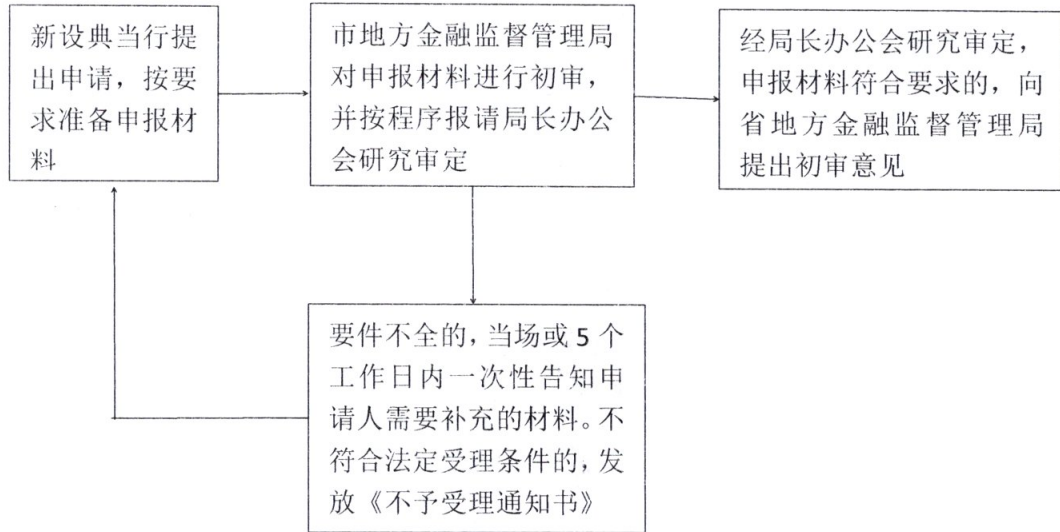 新设典当行提
出申请，按要
求准备申报材
料
市地方金融监督管理局
对申报材料进行初审，
并按程序报请局长办公
会研究审定
经局长办公会研究审定，
申报材料符合要求的，向
省地方金融监督管理局
提出初审意见
要件不全的，当场或 5 个
工作日内一次性告知申
请人需要补充的材料。不
符合法定受理条件的，发
放《不予受理通知书》